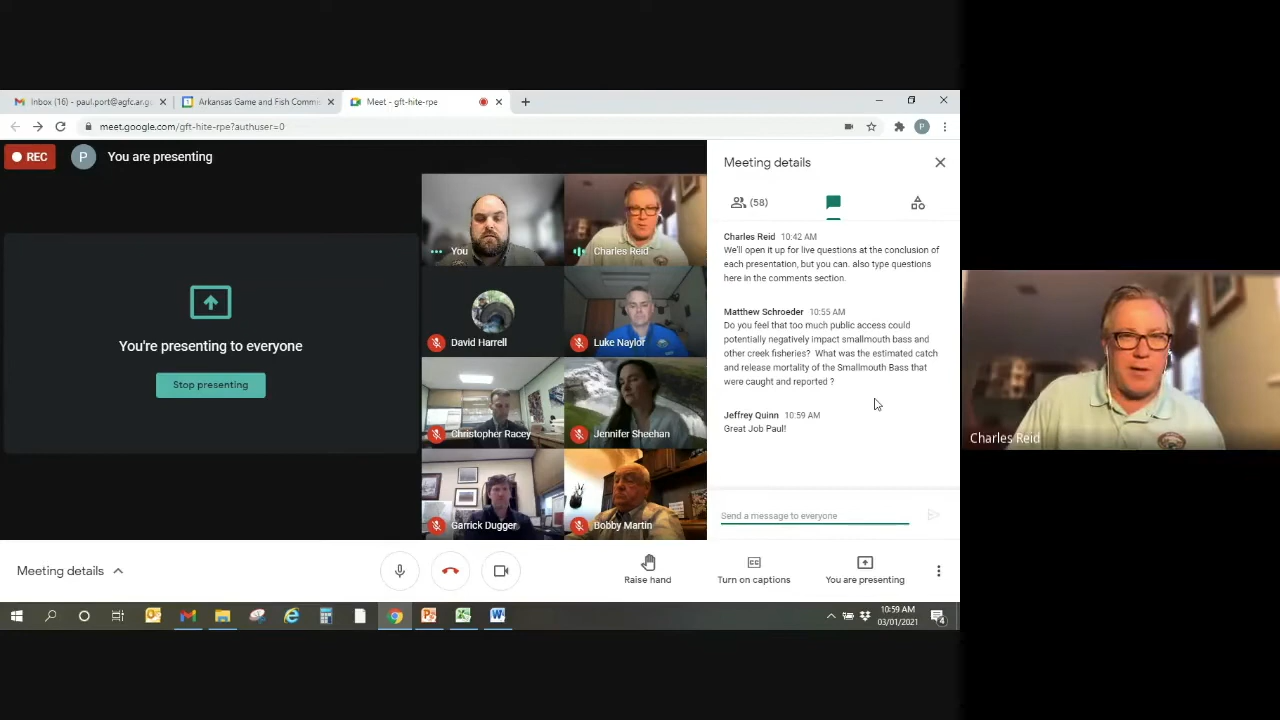 Inbox (16) - paul.port@agfc.ar.go
Arkansas Game and Fish Commis
Meet - gft-hite-rpe
meet.google.com/gft-hite-rpe?authuser=0
P
REC
P
You are presenting
You're presenting to everyone
Stop presenting
You
Charles Reid
David Harrell
Luke Naylor
Christopher Racey
Jennifer Sheehan
Garrick Dugger
Bobby Martin
Meeting details
(58)
Charles Reid 10:42 AM
We'll open it up for live questions at the conclusion of
each presentation, but you can. also type questions
here in the comments section.
Matthew Schroeder 10:55 AM
Do you feel that too much public access could
potentially negatively impact smallmouth bass and
other creek fisheries? What was the estimated catch
and release mortality of the Smallmouth Bass that
were caught and reported ?
Jeffrey Quinn 10:59 AM
Great Job Paul!
Send a message to everyone
Charles Reid
Meeting details
Raise hand
CC
Turn on captions
You are presenting
10:59 AM
03/01/2021
4